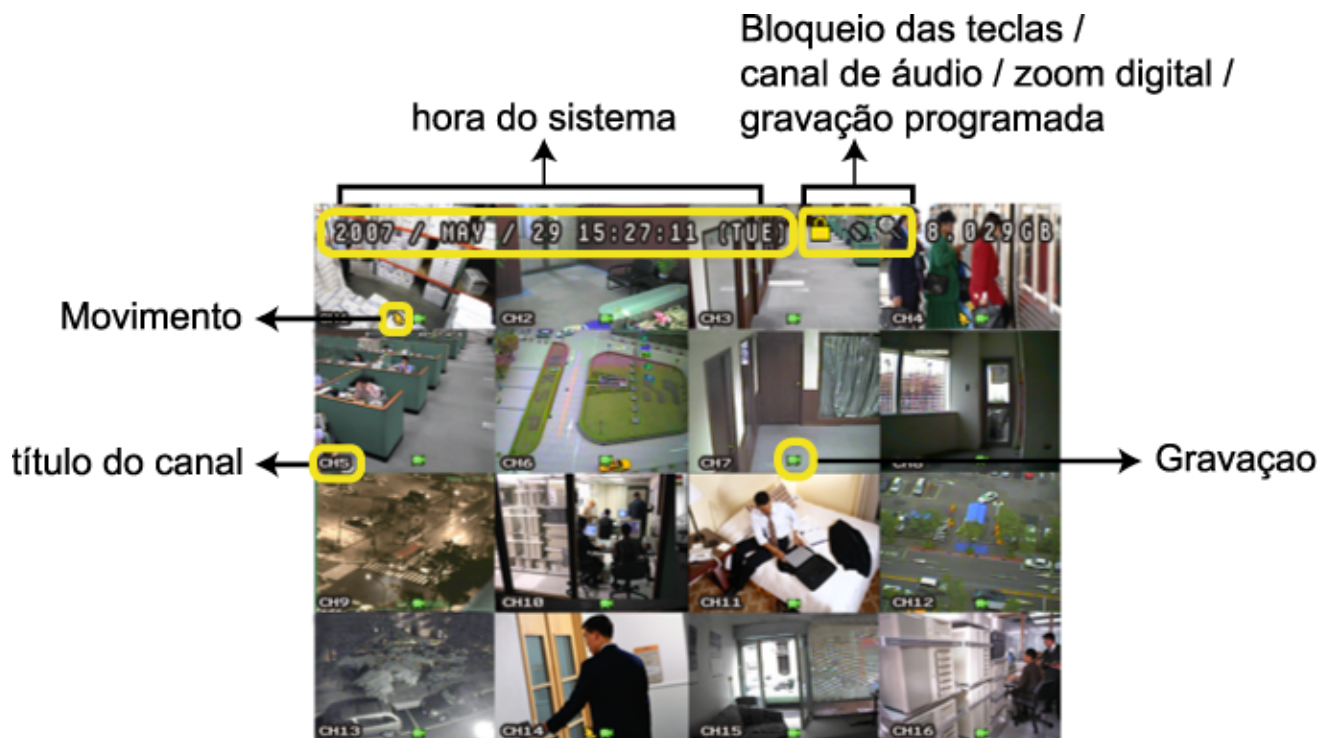 Bloqueio das teclas /
canal de áudio / zoom digital /
gravação programada
hora do sistema
2007 / MAY / 29 15:27:11 (TUE) 8.029GB
Movimento
CH2 CH3 CH4
título do canal
CH5 CH6 CH7 CH8
Gravaçao
CH9 CH10 CH11 CH12
CH13 CH14 CH15 CH16